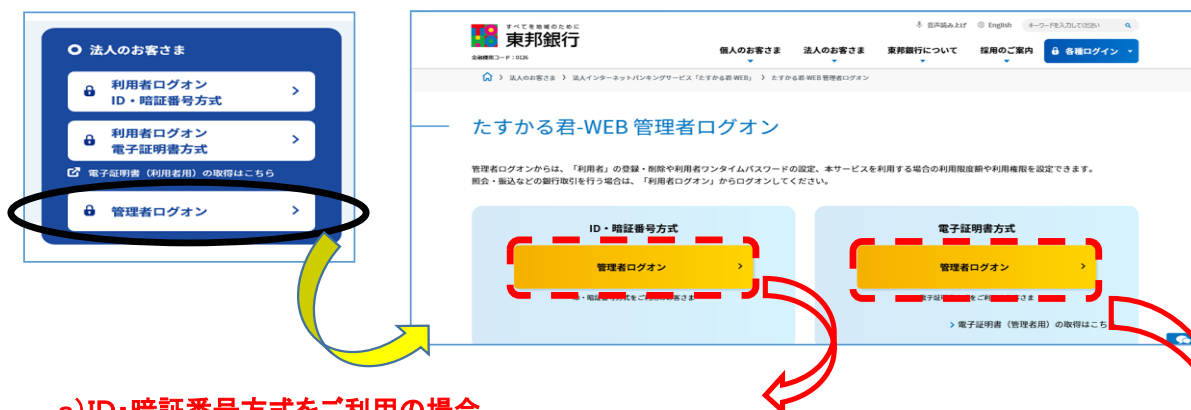 法人のお客さま
利用者ログオン
ID・暗証番号方式
利用者ログオン
電子証明書方式
電子証明書（利用者用）の取得はこちら
管理者ログオン
すべてを地域のために
東邦銀行
金融機関コード：0126
音声読み上げ
English
キーワードを入力してください
個人のお客さま
法人のお客さま
東邦銀行について
採用のご案内
各種ログイン
法人のお客さま > 法人インターネットバンキングサービス「たすかる君-WEB」 > たすかる君-WEB 管理者ログオン
たすかる君-WEB 管理者ログオン
管理者ログオンからは、「利用者」の登録・削除や利用者ワンタイムパスワードの設定、本サービスを利用する場合の利用限度額や利用権限を設定できます。
照会・振込などの銀行取引を行う場合は、「利用者ログオン」からログオンしてください。
ID・暗証番号方式
管理者ログオン
電子証明書方式
管理者ログオン
電子証明書（管理者用）の取得はこち
a)ID・暗証番号方式をご利用の場合